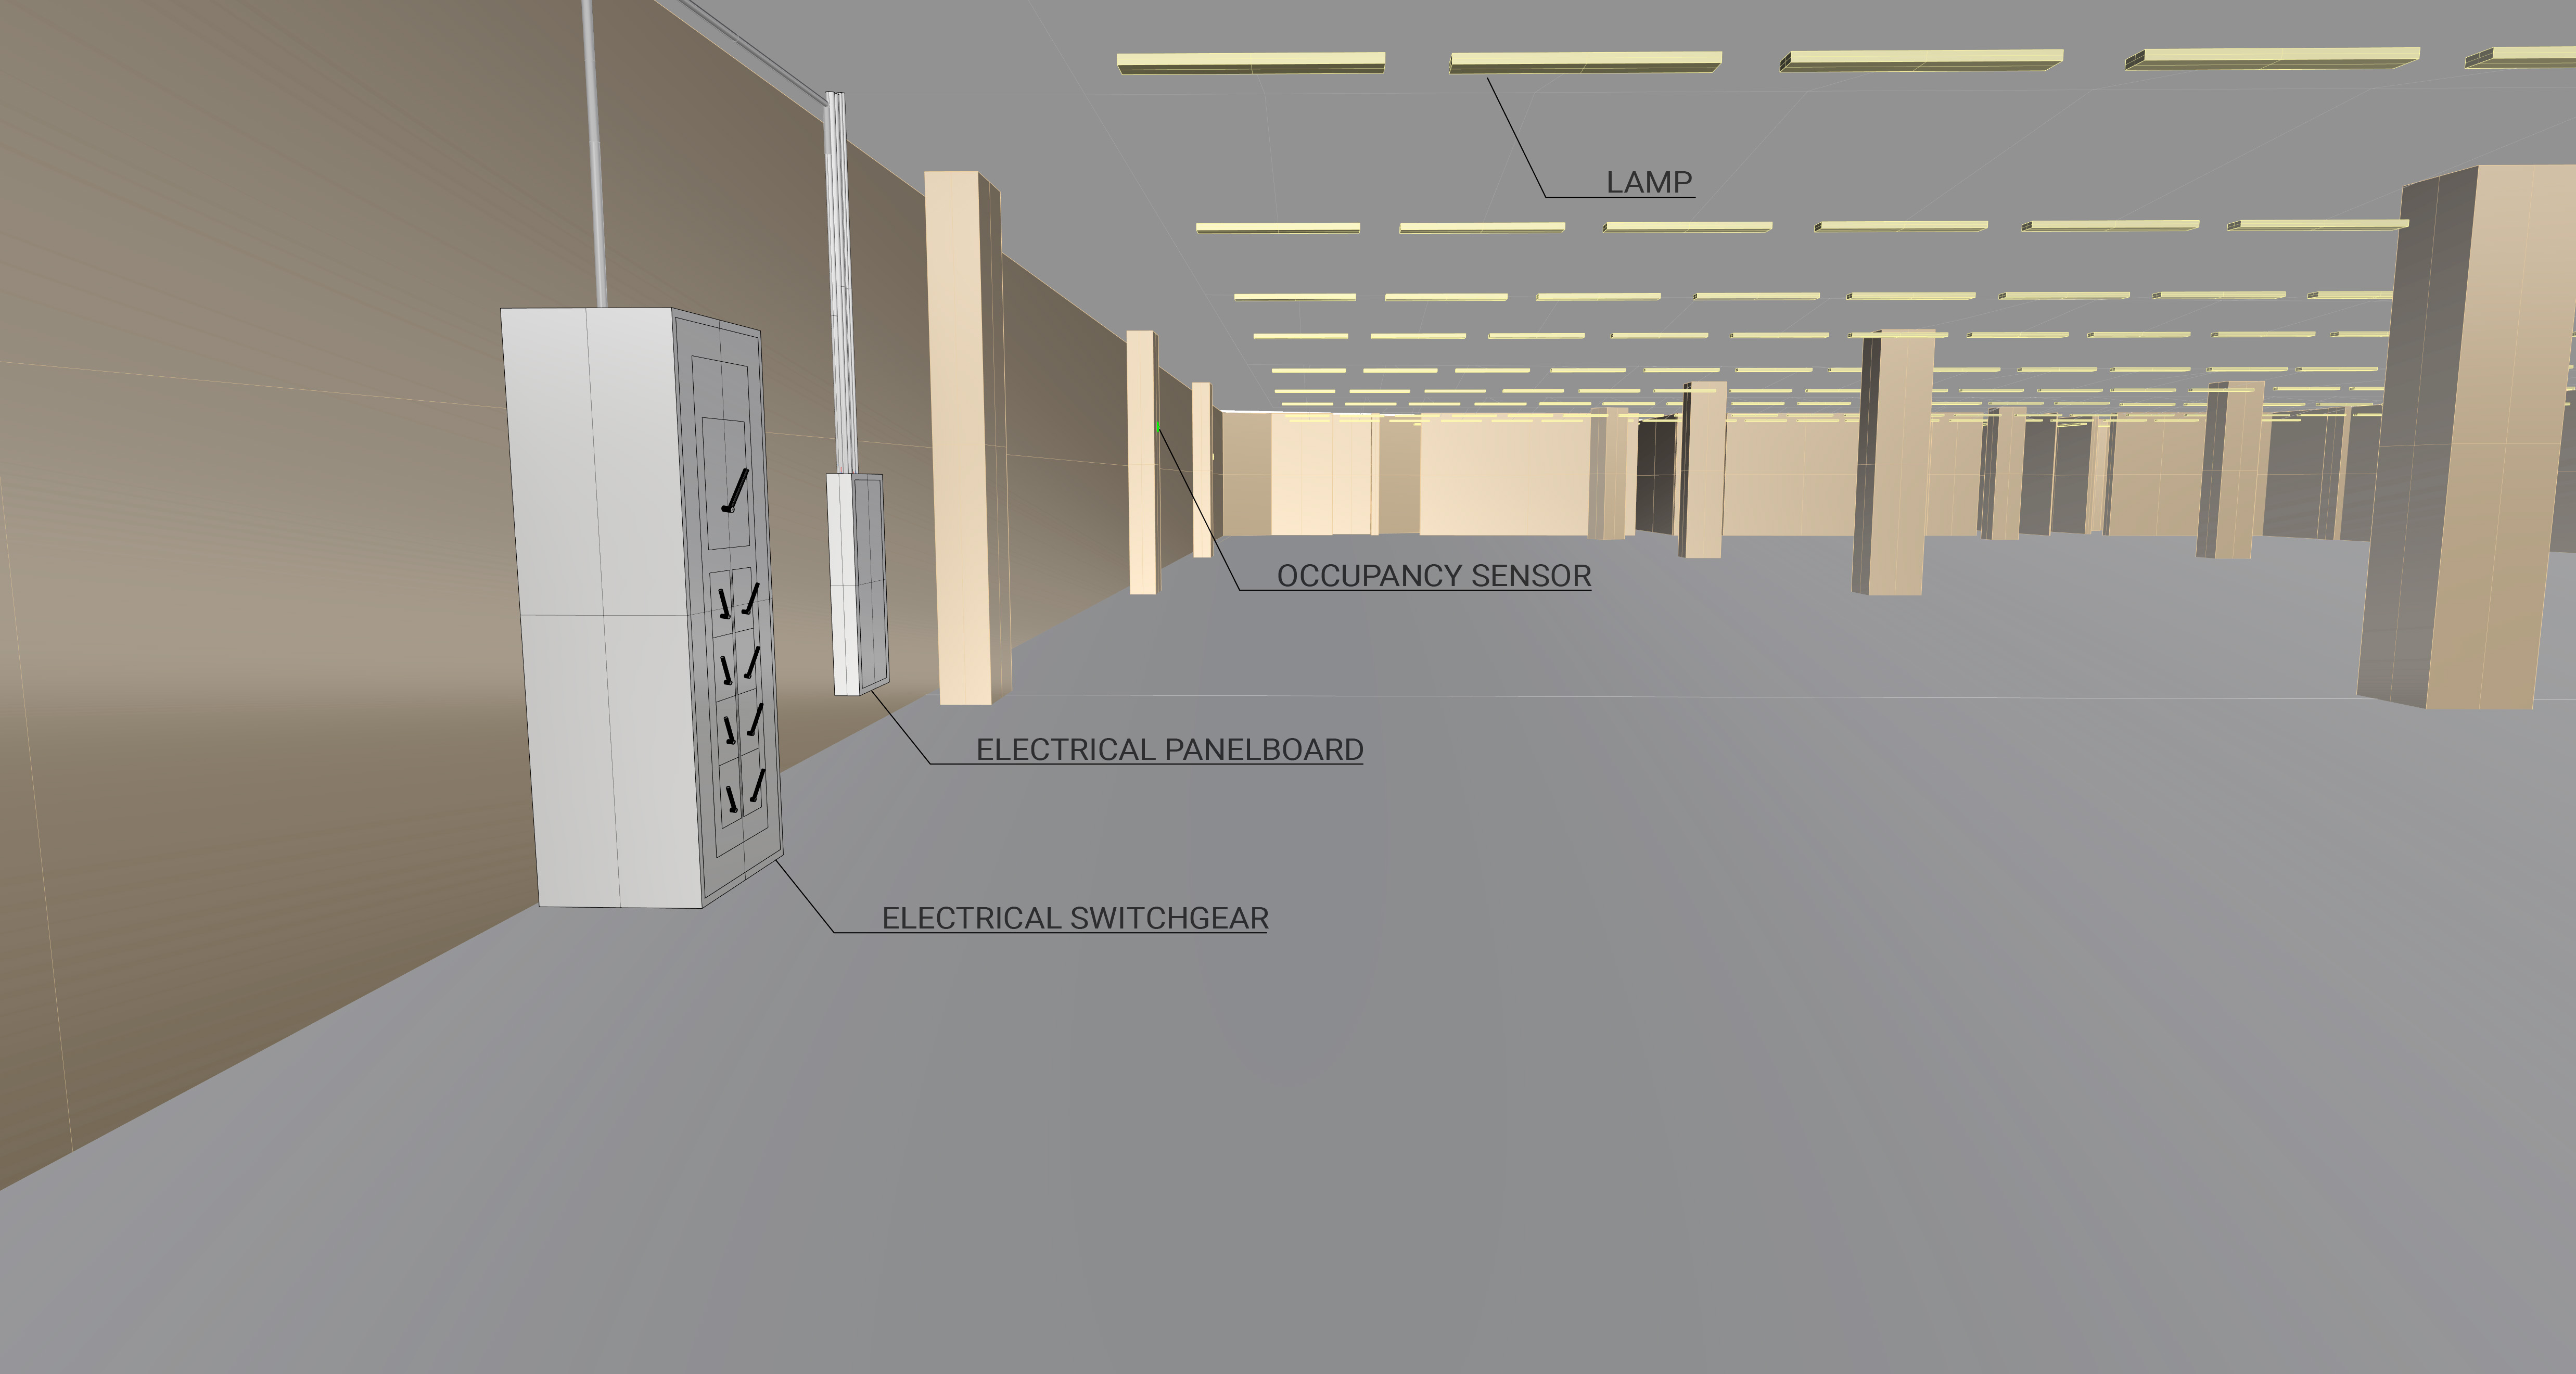 LAMP
OCCUPANCY SENSOR
ELECTRICAL PANELBOARD
ELECTRICAL SWITCHGEAR